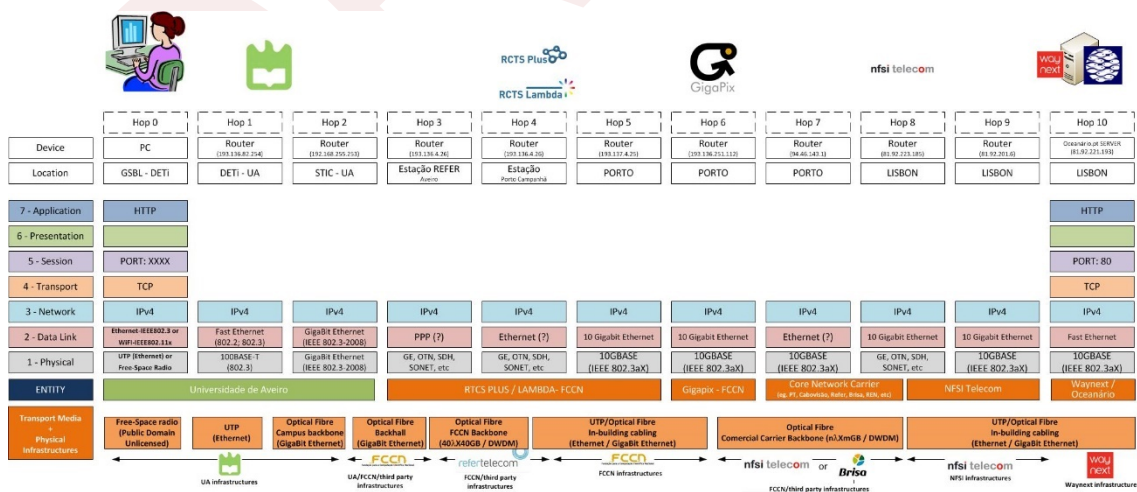 RCTS Plus
RCTS Lambda
GigaPix
nfsi telecom
way
next
Hop 0 Hop 1 Hop 2 Hop 3 Hop 4 Hop 5 Hop 6 Hop 7 Hop 8 Hop 9 Hop 10
Device PC Router Router Router Router Router Router Router Router Router Oceanário.pt SERVER
(193.136.82.254) (192.168.255.253) (193.136.4.26) (193.136.4.26) (193.137.4.25) (193.136.251.112) (94.46.143.1) (81.92.223.185) (81.92.201.6) (81.92.221.193)
Location GSBL - DETi DETi - UA STIC - UA Estação REFER Estação PORTO PORTO PORTO LISBON LISBON LISBON
Aveiro Porto Campanhã
7 - Application HTTP HTTP
6 - Presentation
5 - Session PORT: XXXX PORT: 80
4 - Transport TCP TCP
3 - Network IPv4 IPv4 IPv4 IPv4 IPv4 IPv4 IPv4 IPv4 IPv4 IPv4 IPv4
2 - Data Link Ethernet-IEEE802.3 or Fast Ethernet GigaBit Ethernet PPP (?) Ethernet (?) 10 Gigabit Ethernet 10 Gigabit Ethernet Ethernet (?) 10 Gigabit Ethernet 10 Gigabit Ethernet Fast Ethernet
WiFi-IEEE802.11x (802.2; 802.3) (IEEE 802.3-2008)
1 - Physical UTP (Ethernet) or 100BASE-T GigaBit Ethernet GE, OTN, SDH, GE, OTN, SDH, 10GBASE 10GBASE 10GBASE GE, OTN, SDH, 10GBASE 10GBASE
Free-Space Radio (802.3) (IEEE 802.3-2008) SONET, etc SONET, etc (IEEE 802.3aX) (IEEE 802.3aX) (IEEE 802.3aX) SONET, etc (IEEE 802.3aX) (IEEE 802.3aX)
ENTITY Universidade de Aveiro RTCS PLUS / LAMBDA- FCCN Gigapix - FCCN Core Network Carrier NFSI Telecom Waynext /
(eg. PT, Cabovisão, Refer, Brisa, REN, etc) Oceanário
Transport Media Free-Space radio UTP Optical Fibre Optical Fibre Optical Fibre UTP/Optical Fibre Optical Fibre UTP/Optical Fibre
+ (Public Domain (Ethernet) Campus backbone Backhall FCCN Backbone In-building cabling Comercial Carrier Backbone (nλXmGB / DWDM) In-building cabling
Physical Unlicensed) (GigaBit Ethernet) (GigaBit Ethernet) (40λX40GB / DWDM) (Ethernet / GigaBit Ethernet) (Ethernet / GigaBit Ethernet)
Infrastructures
FCCN refertelecom FCCN nfsi telecom or Brisa nfsi telecom way
next
UA infrastructures UA/FCCN/third party FCCN/third party FCCN infrastructures FCCN/third party infrastructures NFSI infrastructures Waynext infrastructure
infrastructures infrastructures